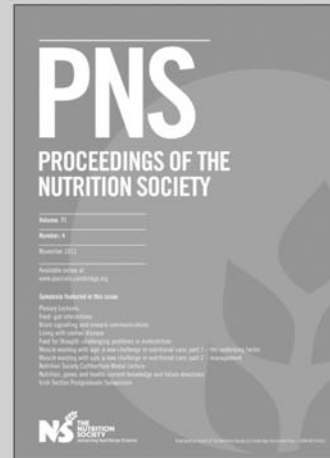 PNS
PROCEEDINGS OF THE
NUTRITION SOCIETY
Volume: 71
Number: 4
November 2012
Available online at
www.journals.cambridge.org
Symposia featured in this issue
Plenary Lectures
Food–gut interactions
Brain signalling and reward communications
Living with coeliac disease
Food for thought: challenging problems in malnutrition
Muscle wasting with age: a new challenge in nutritional care; part 1 – the underlying factor
Muscle wasting with age: a new challenge in nutritional care; part 2 – management
Nutrition Society Cuthbertson Medal Lecture
Nutrition, genes and health: current knowledge and future directions
Irish Section Postgraduate Symposium
NS
THE
NUTRITION
SOCIETY